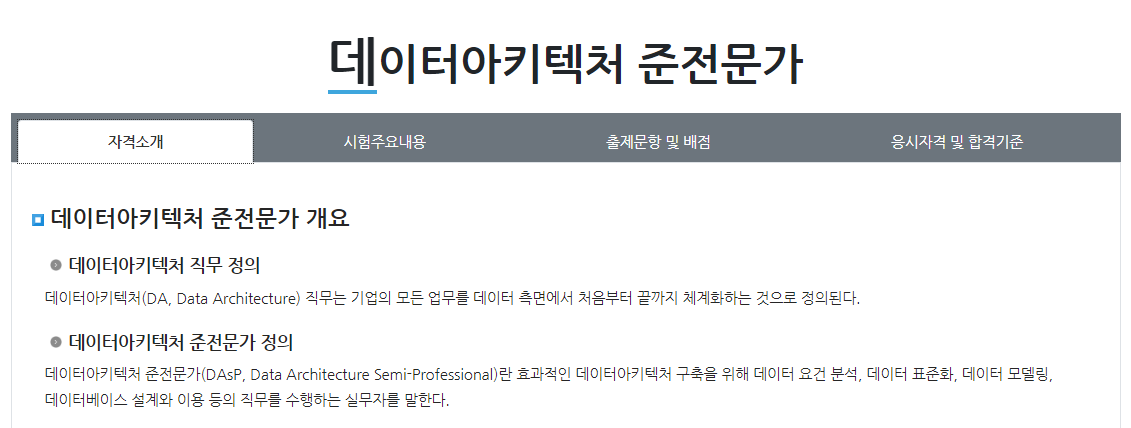 데이터아키텍처 준전문가
자격소개
시험주요내용
출제문항 및 배점
응시자격 및 합격기준
데이터아키텍처 준전문가 개요
데이터아키텍처 직무 정의
데이터아키텍처(DA, Data Architecture) 직무는 기업의 모든 업무를 데이터 측면에서 처음부터 끝까지 체계화하는 것으로 정의된다.
데이터아키텍처 준전문가 정의
데이터아키텍처 준전문가(DAsP, Data Architecture Semi-Professional)란 효과적인 데이터아키텍처 구축을 위해 데이터 요건 분석, 데이터 표준화, 데이터 모델링,
데이터베이스 설계와 이용 등의 직무를 수행하는 실무자를 말한다.